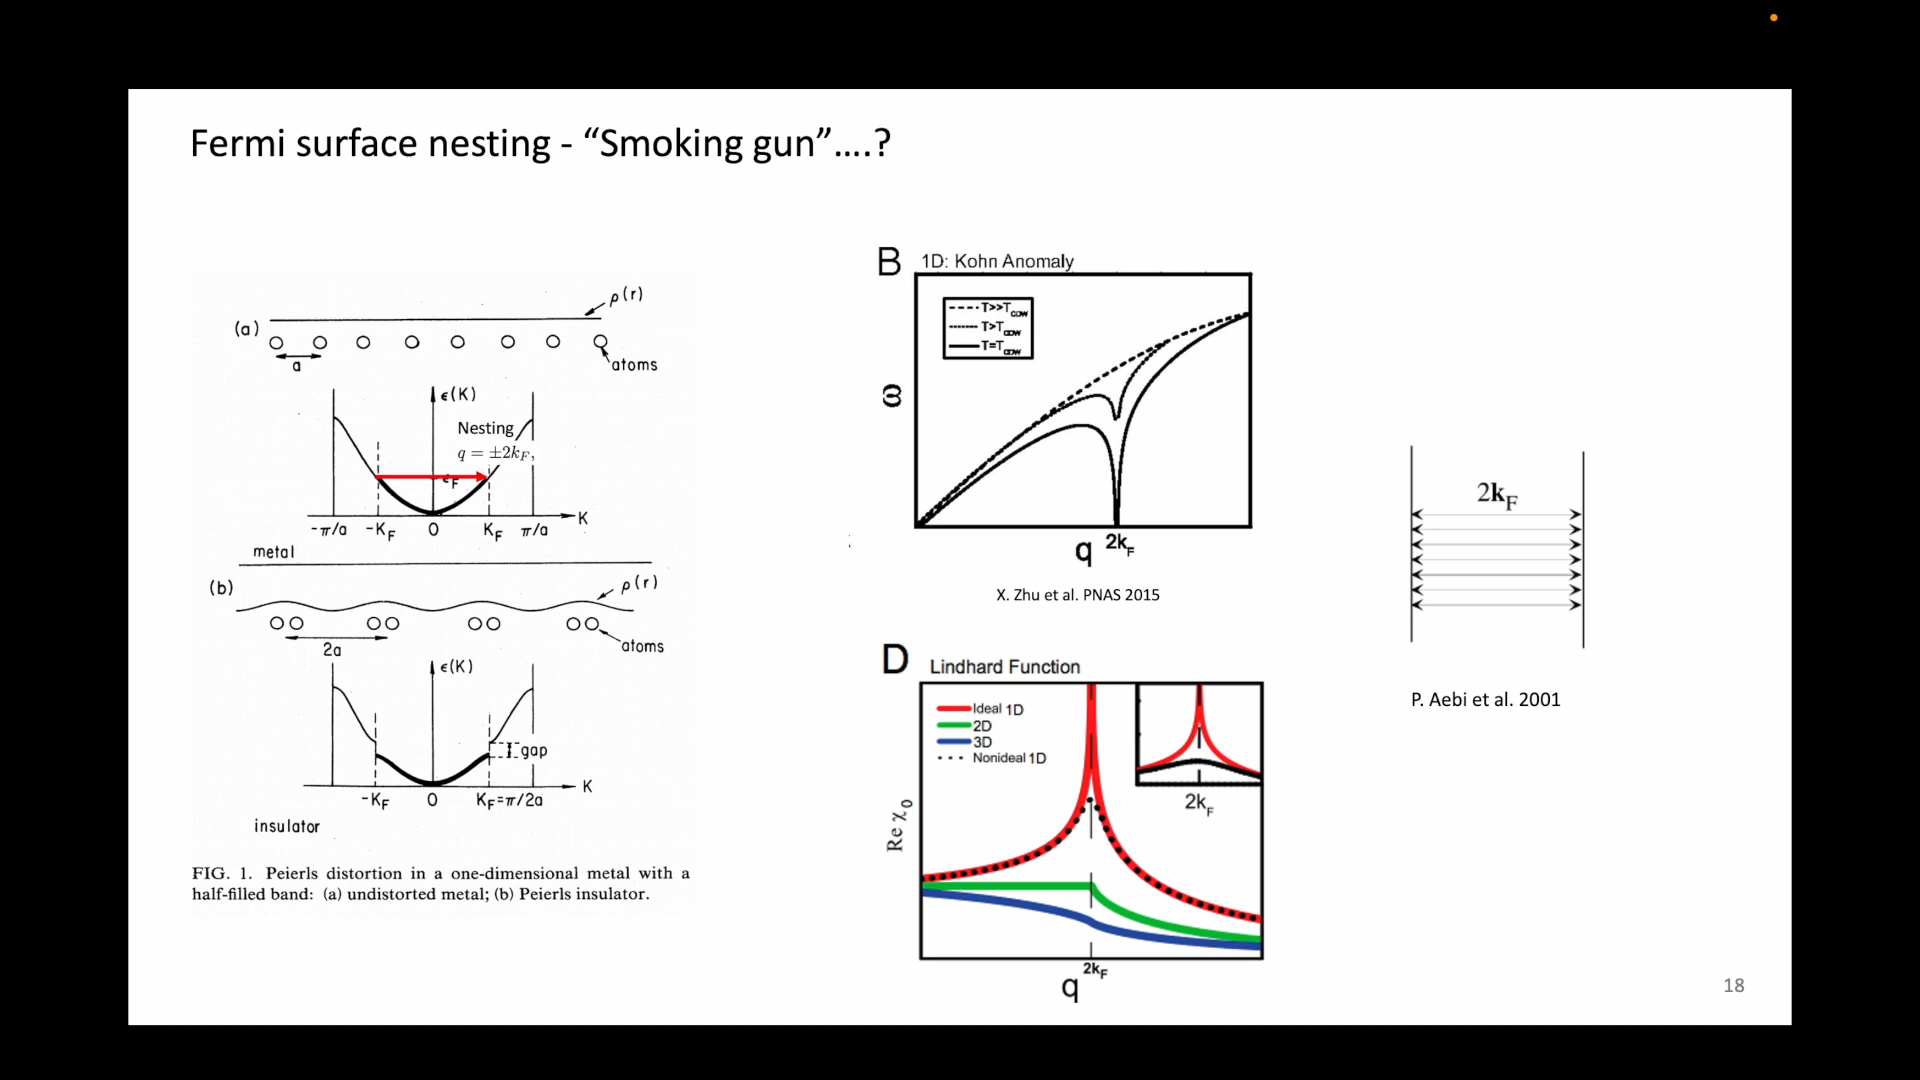 Fermi surface nesting - “Smoking gun”....?
ρ(r)
(a)
a
atoms
ϵ(K)
Nesting
q = ±2k_F,
ϵ_F
-π/a -K_F 0 K_F π/a K
metal
(b)
ρ(r)
2a
atoms
ϵ(K)
gap
-K_F 0 K_F=π/2a K
insulator
FIG. 1. Peierls distortion in a one-dimensional metal with a
half-filled band: (a) undistorted metal; (b) Peierls insulator.
B 1D: Kohn Anomaly
T>>T_CDW
T>T_CDW
T=T_CDW
ω
q 2k_F
X. Zhu et al. PNAS 2015
D Lindhard Function
Ideal 1D
2D
3D
Nonideal 1D
2k_F
Re χ_0
q 2k_F
2k_F
P. Aebi et al. 2001
18